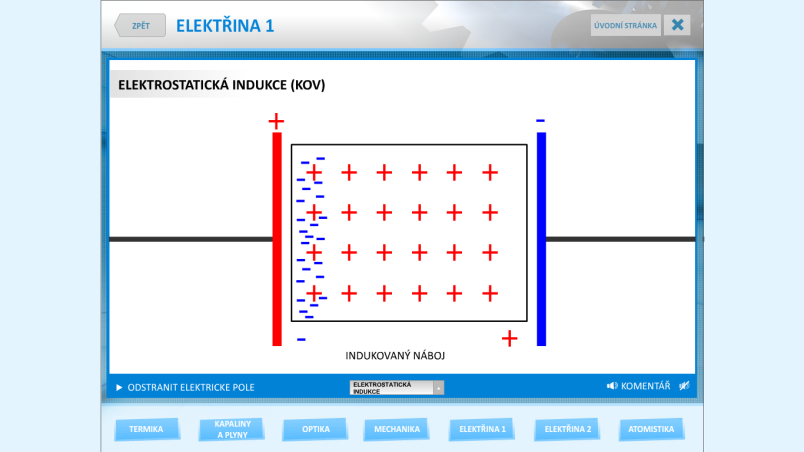 ZPĚT
ELEKTŘINA 1
ÚVODNÍ STRÁNKA
ELEKTROSTATICKÁ INDUKCE (KOV)
+ -
+ + + + + +
+ + + + + +
+ + + + + +
+ + + + + +
- +
INDUKOVANÝ NÁBOJ
ODSTRANIT ELEKTRICKE POLE
ELEKTROSTATICKÁ
INDUKCE
KOMENTÁŘ
TERMIKA
KAPALINY
A PLYNY
OPTIKA
MECHANIKA
ELEKTŘINA 1
ELEKTŘINA 2
ATOMISTIKA